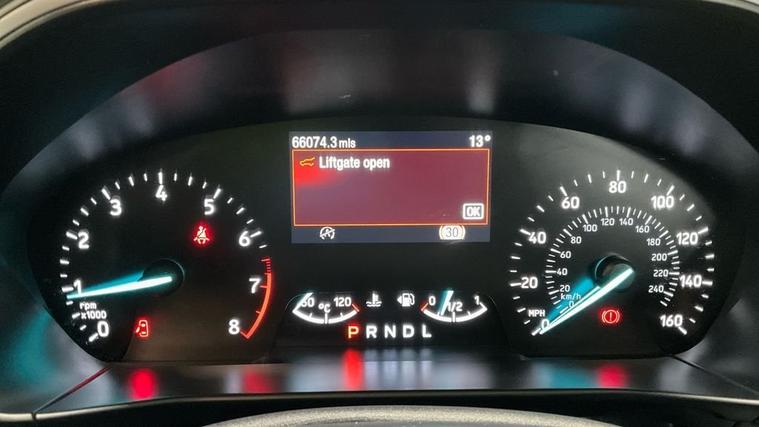 66074.3 mls 13°
Liftgate open
OK
30
0 1 2 3 4 5 6 7 8
rpm
x1000
60 °C 120
0 1/2 1
P R N D L
0 20 40 60 80 100 120 140 160
MPH
0 20 40 60 80 100 120 140 160 180 200 220 240
km/h